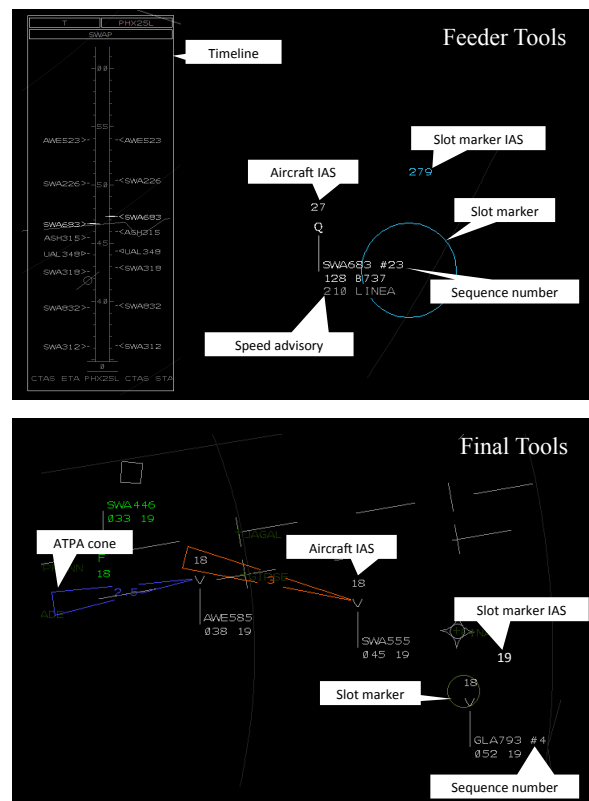 Feeder Tools
T PHX25L
SWAP
Timeline
00
55
AWE523 AWE523
Slot marker IAS
279
Aircraft IAS
SWA226 50 SWA226
27
Slot marker
Q
SWA683 SWA683
ASH315 ASH315
45
UAL348 UAL348
SWA318 SWA318
SWA683 #23
128 B737
210 LINEA
Sequence number
40
SWA832 SWA832
Speed advisory
SWA312 SWA312
0
CTAS ETA PHX25L CTAS STA
Final Tools
SWA446
033 19
JAGAL
ATPA cone
Aircraft IAS
F
18
18
18
2.5
3
Slot marker IAS
AWE585
038 19
SWA555
045 19
19
Slot marker
18
GLA793 #4
052 19
Sequence number